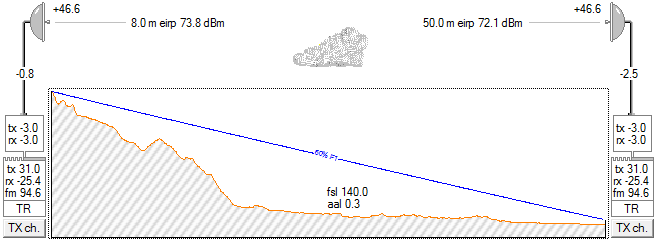 +46.6
8.0 m eirp 73.8 dBm
50.0 m eirp 72.1 dBm
+46.6
-0.8
-2.5
tx -3.0
rx -3.0
tx -3.0
rx -3.0
60% F1
tx 31.0
rx -25.4
fm 94.6
fsl 140.0
aal 0.3
tx 31.0
rx -25.4
fm 94.6
TR
TR
TX ch.
TX ch.